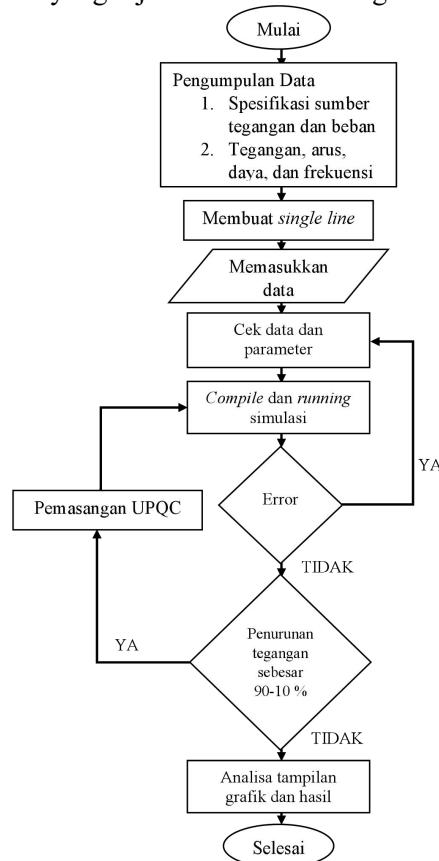 Mulai
Pengumpulan Data
1. Spesifikasi sumber
tegangan dan beban
2. Tegangan, arus,
daya, dan frekuensi
Membuat single line
Memasukkan
data
Cek data dan
parameter
Compile dan running
simulasi
YA
Error
Pemasangan UPQC
TIDAK
YA
Penurunan
tegangan
sebesar
90-10 %
TIDAK
Analisa tampilan
grafik dan hasil
Selesai